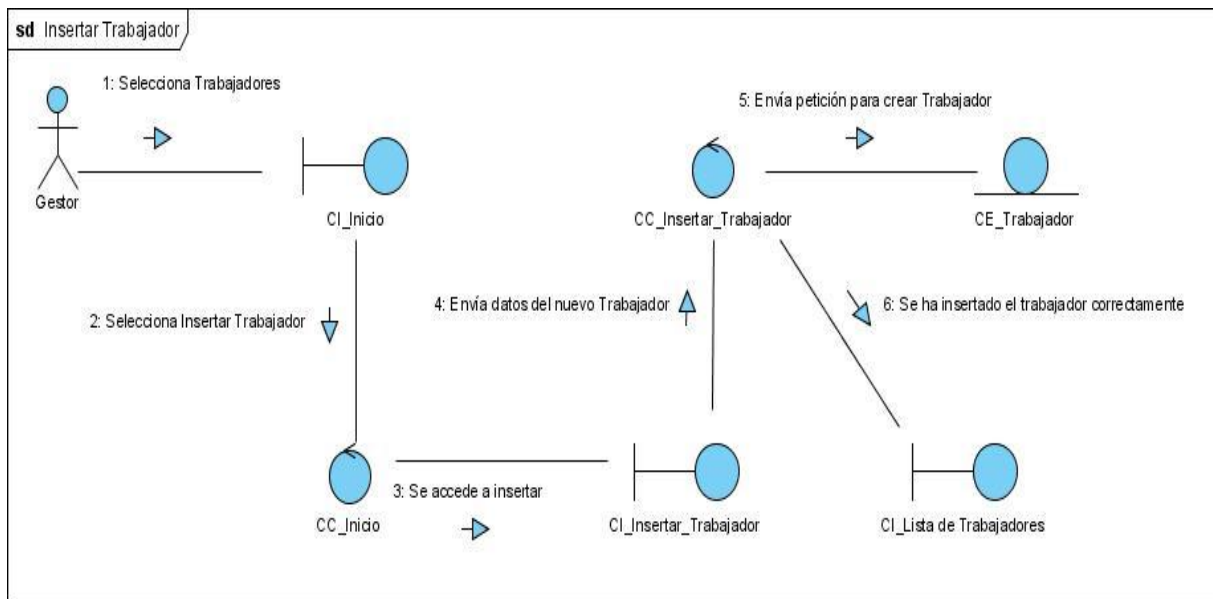 sd Insertar Trabajador
1: Selecciona Trabajadores
5: Envía petición para crear Trabajador
Gestor
CI_Inicio
CC_Insertar_Trabajador
CE_Trabajador
2: Selecciona Insertar Trabajador
4: Envía datos del nuevo Trabajador
6: Se ha insertado el trabajador correctamente
3: Se accede a insertar
CC_Inicio
CI_Insertar_Trabajador
CI_Lista de Trabajadores